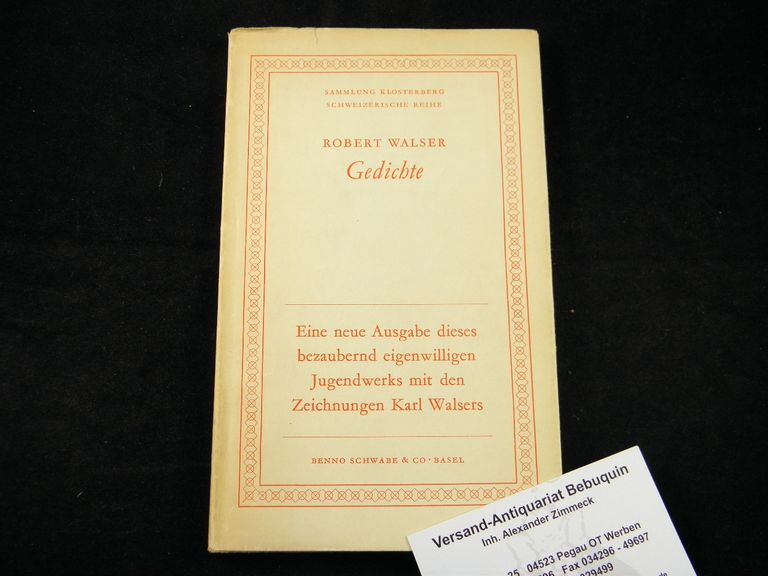 SAMMLUNG KLOSTERBERG
SCHWEIZERISCHE REIHE
ROBERT WALSER
Gedichte
Eine neue Ausgabe dieses
bezaubernd eigenwilligen
Jugendwerks mit den
Zeichnungen Karl Walsers
BENNO SCHWABE & CO · BASEL
Versand-Antiquariat Bebuquin
Inh. Alexander Zimmeck
25 04523 Pegau OT Werben
Fax 034296 - 49697